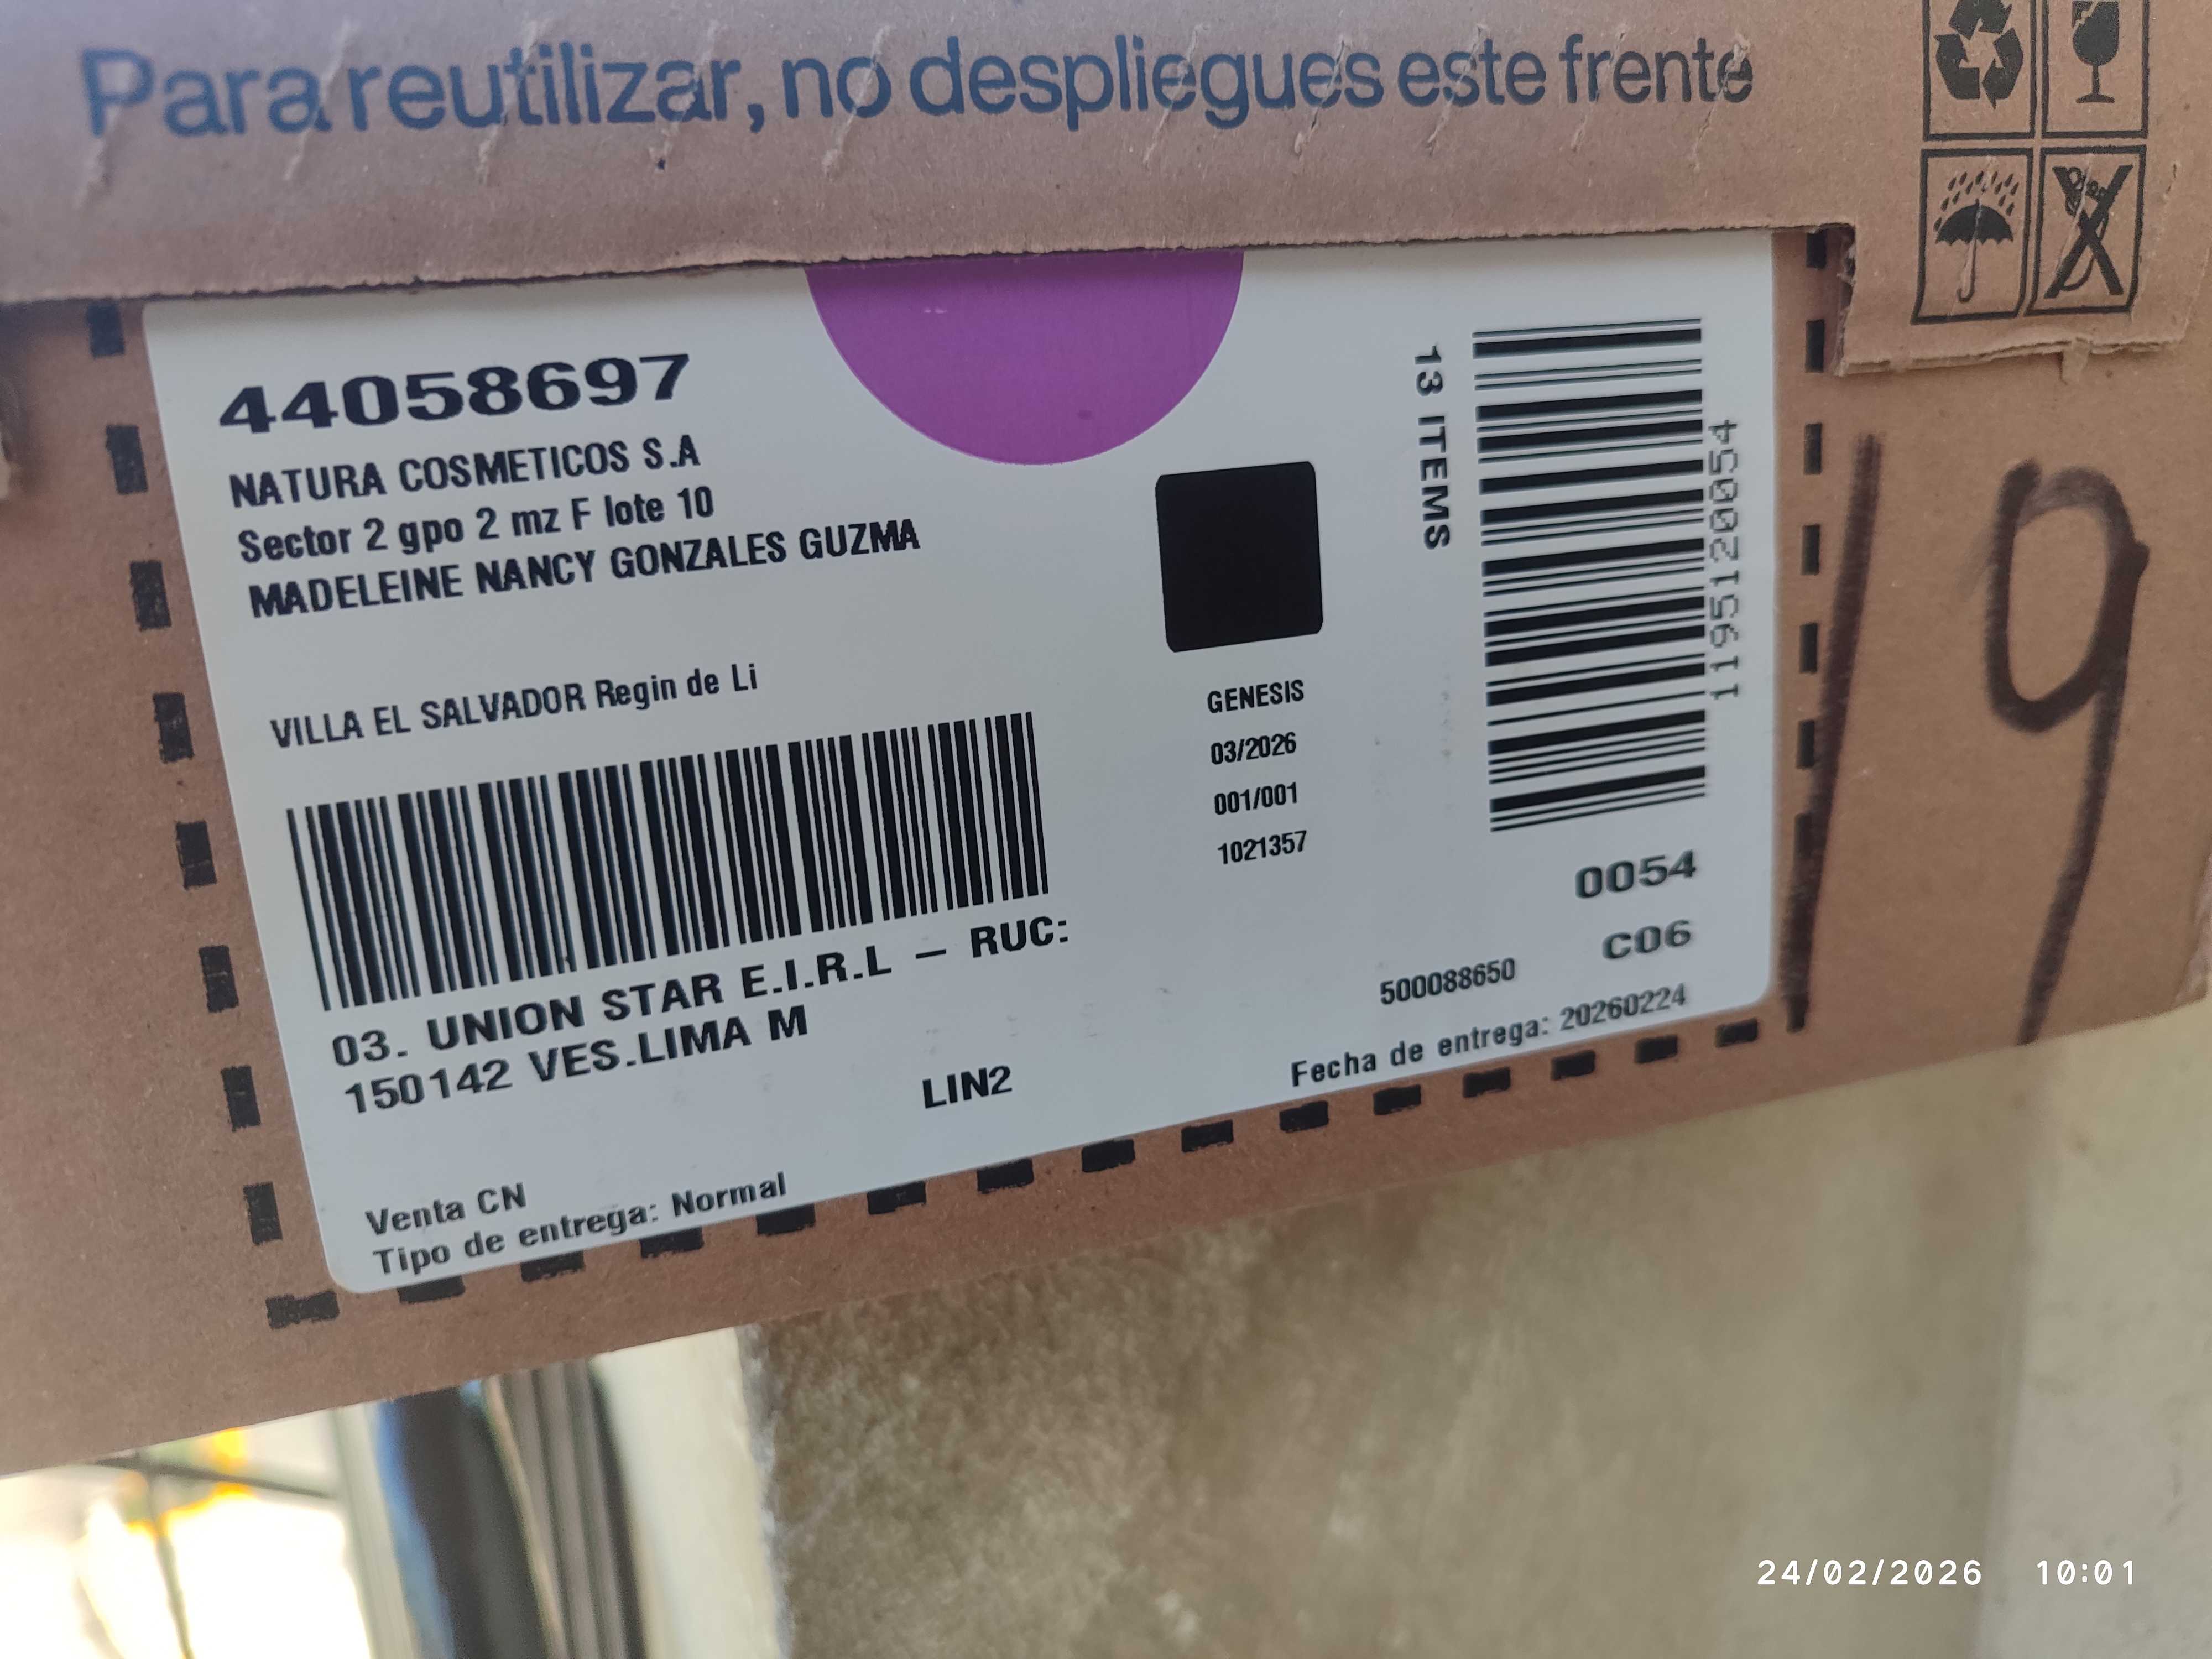 Para reutilizar, no despliegues este frente
44058697
NATURA COSMETICOS S.A
Sector 2 gpo 2 mz F lote 10
MADELEINE NANCY GONZALES GUZMA
VILLA EL SALVADOR Regin de Li
03. UNION STAR E.I.R.L – RUC:
150142 VES.LIMA M
LIN2
Venta CN
Tipo de entrega: Normal
GENESIS
03/2026
001/001
1021357
13 ITEMS
11951200054
0054
C06
500088650
Fecha de entrega: 20260224
19
24/02/2026 10:01